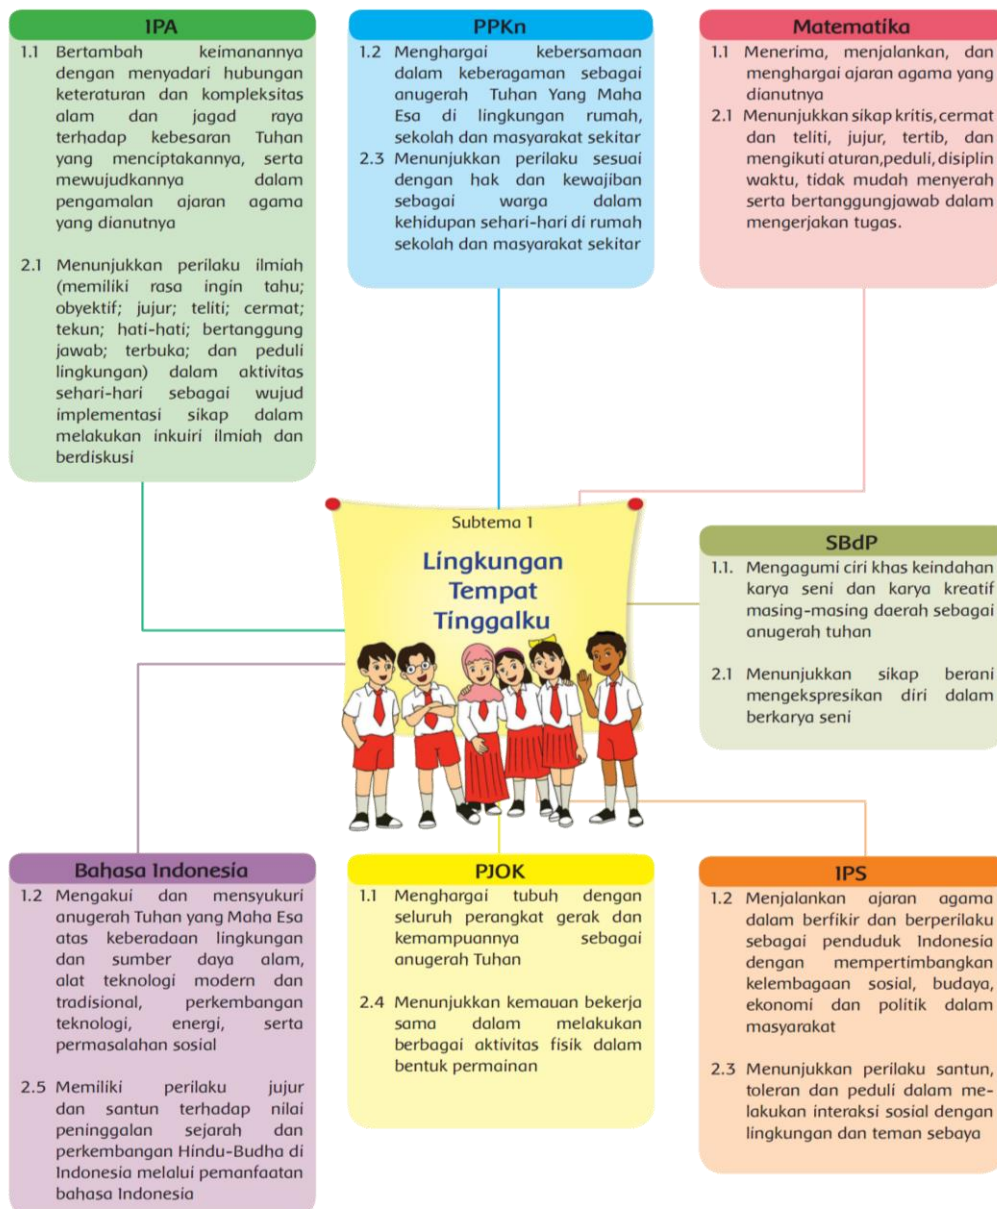 IPA
1.1 Bertambah keimanannya
dengan menyadari hubungan
keteraturan dan kompleksitas
alam dan jagad raya
terhadap kebesaran Tuhan
yang menciptakannya, serta
mewujudkannya dalam
pengamalan ajaran agama
yang dianutnya
2.1 Menunjukkan perilaku ilmiah
(memiliki rasa ingin tahu;
obyektif; jujur; teliti; cermat;
tekun; hati-hati; bertanggung
jawab; terbuka; dan peduli
lingkungan) dalam aktivitas
sehari-hari sebagai wujud
implementasi sikap dalam
melakukan inkuiri ilmiah dan
berdiskusi
PPKn
1.2 Menghargai kebersamaan
dalam keberagaman sebagai
anugerah Tuhan Yang Maha
Esa di lingkungan rumah,
sekolah dan masyarakat sekitar
2.3 Menunjukkan perilaku sesuai
dengan hak dan kewajiban
sebagai warga dalam
kehidupan sehari-hari di rumah
sekolah dan masyarakat sekitar
Matematika
1.1 Menerima, menjalankan, dan
menghargai ajaran agama yang
dianutnya
2.1 Menunjukkan sikap kritis, cermat
dan teliti, jujur, tertib, dan
mengikuti aturan,peduli, disiplin
waktu, tidak mudah menyerah
serta bertanggungjawab dalam
mengerjakan tugas.
Subtema 1
Lingkungan
Tempat
Tinggalku
SBdP
1.1. Mengagumi ciri khas keindahan
karya seni dan karya kreatif
masing-masing daerah sebagai
anugerah tuhan
2.1 Menunjukkan sikap berani
mengekspresikan diri dalam
berkarya seni
Bahasa Indonesia
1.2 Mengakui dan mensyukuri
anugerah Tuhan yang Maha Esa
atas keberadaan lingkungan
dan sumber daya alam,
alat teknologi modern dan
tradisional, perkembangan
teknologi, energi, serta
permasalahan sosial
2.5 Memiliki perilaku jujur
dan santun terhadap nilai
peninggalan sejarah dan
perkembangan Hindu-Budha di
Indonesia melalui pemanfaatan
bahasa Indonesia
PJOK
1.1 Menghargai tubuh dengan
seluruh perangkat gerak dan
kemampuannya sebagai
anugerah Tuhan
2.4 Menunjukkan kemauan bekerja
sama dalam melakukan
berbagai aktivitas fisik dalam
bentuk permainan
IPS
1.2 Menjalankan ajaran agama
dalam berfikir dan berperilaku
sebagai penduduk Indonesia
dengan mempertimbangkan
kelembagaan sosial, budaya,
ekonomi dan politik dalam
masyarakat
2.3 Menunjukkan perilaku santun,
toleran dan peduli dalam me-
lakukan interaksi sosial dengan
lingkungan dan teman sebaya